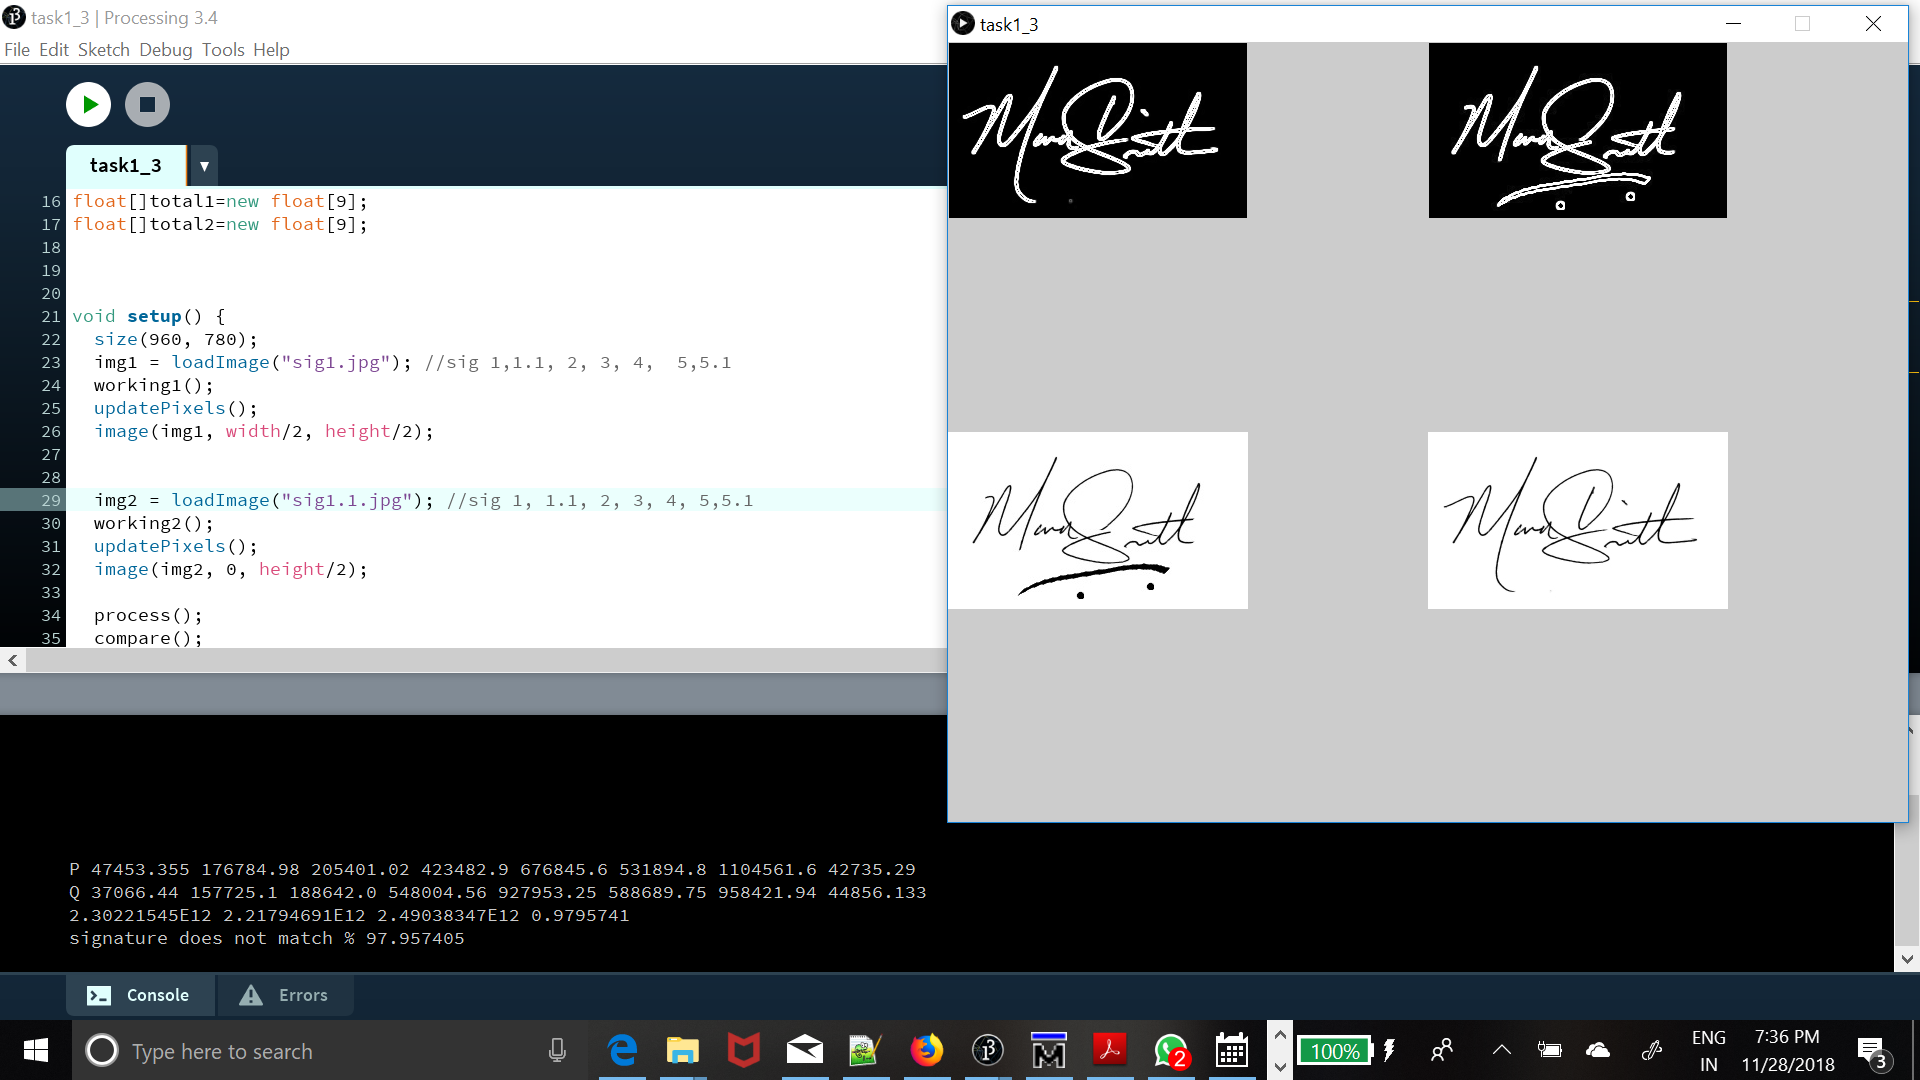 task1_3 | Processing 3.4
File Edit Sketch Debug Tools Help
task1_3
16 float[]total1=new float[9];
17 float[]total2=new float[9];
18
19
20
21 void setup() {
22 size(960, 780);
23 img1 = loadImage("sig1.jpg"); //sig 1,1.1, 2, 3, 4,  5,5.1
24 working1();
25 updatePixels();
26 image(img1, width/2, height/2);
27
28
29 img2 = loadImage("sig1.1.jpg"); //sig 1, 1.1, 2, 3, 4, 5,5.1
30 working2();
31 updatePixels();
32 image(img2, 0, height/2);
33
34 process();
35 compare();
P 47453.355 176784.98 205401.02 423482.9 676845.6 531894.8 1104561.6 42735.29
Q 37066.44 157725.1 188642.0 548004.56 927953.25 588689.75 958421.94 44856.133
2.30221545E12 2.21794691E12 2.49038347E12 0.9795741
signature does not match % 97.957405
Console Errors
task1_3
Type here to search
2
100%
ENG
IN
7:36 PM
11/28/2018
3